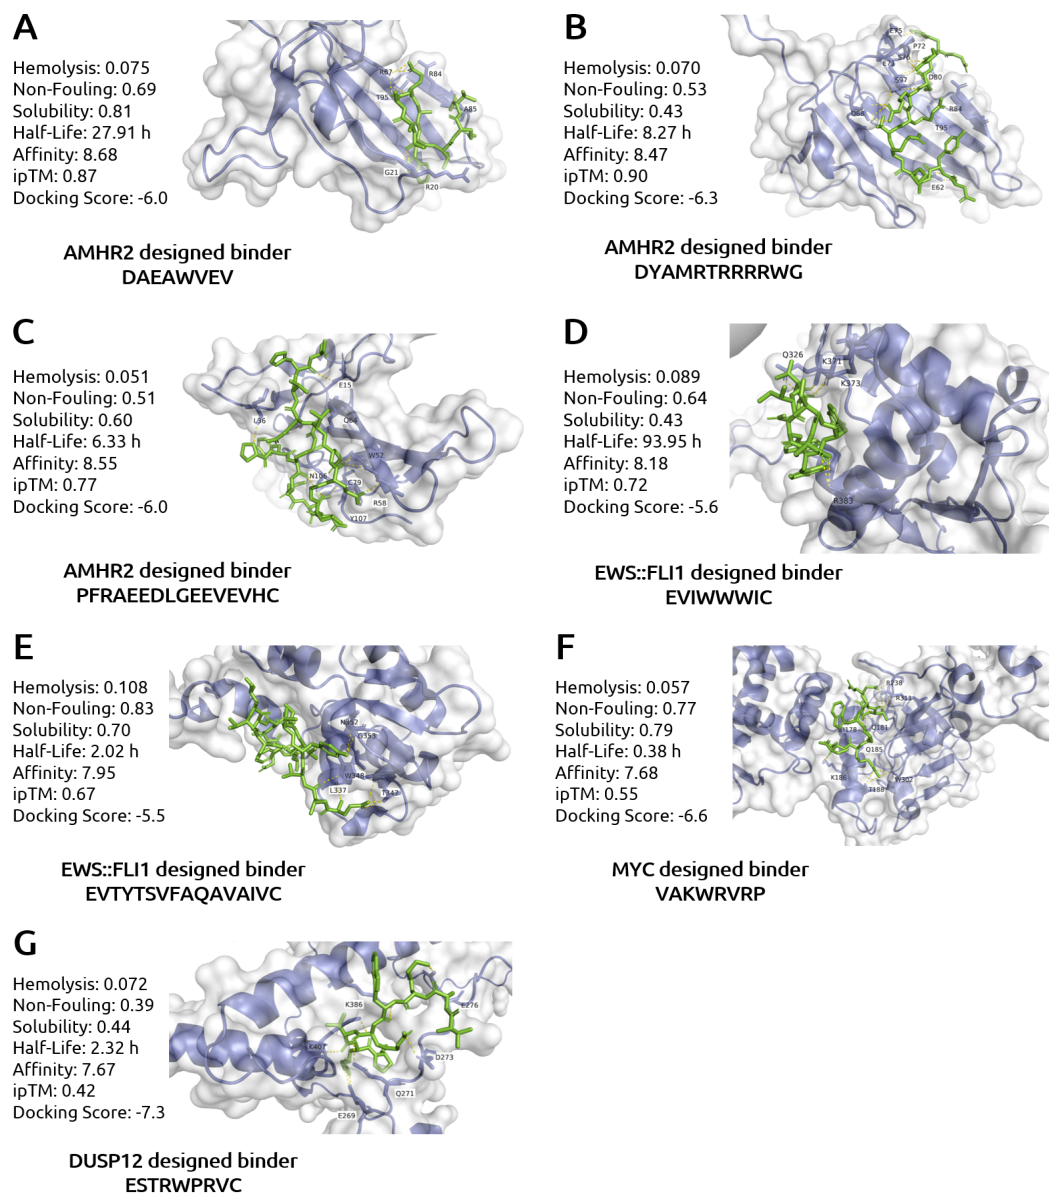 A
Hemolysis: 0.075
Non-Fouling: 0.69
Solubility: 0.81
Half-Life: 27.91 h
Affinity: 8.68
ipTM: 0.87
Docking Score: -6.0
R84
T95
A85
G21
R20
AMHR2 designed binder
DAEAWVEV
B
Hemolysis: 0.070
Non-Fouling: 0.53
Solubility: 0.43
Half-Life: 8.27 h
Affinity: 8.47
ipTM: 0.90
Docking Score: -6.3
E75
P72
D80
S97
R84
T95
E62
AMHR2 designed binder
DYAMRTRRRRWG
C
Hemolysis: 0.051
Non-Fouling: 0.51
Solubility: 0.60
Half-Life: 6.33 h
Affinity: 8.55
ipTM: 0.77
Docking Score: -6.0
E15
Q64
W52
C79
R58
Y107
AMHR2 designed binder
PFRAEEDLGEEVEVHC
D
Hemolysis: 0.089
Non-Fouling: 0.64
Solubility: 0.43
Half-Life: 93.95 h
Affinity: 8.18
ipTM: 0.72
Docking Score: -5.6
Q326
K371
K373
R383
EWS::FLI1 designed binder
EVIWWWIC
E
Hemolysis: 0.108
Non-Fouling: 0.83
Solubility: 0.70
Half-Life: 2.02 h
Affinity: 7.95
ipTM: 0.67
Docking Score: -5.5
G353
W348
L337
EWS::FLI1 designed binder
EVTYTSVFAQAVAIVC
F
Hemolysis: 0.057
Non-Fouling: 0.77
Solubility: 0.79
Half-Life: 0.38 h
Affinity: 7.68
ipTM: 0.55
Docking Score: -6.6
R238
R313
Q181
Q185
K186
W302
T188
MYC designed binder
VAKWRVRP
G
Hemolysis: 0.072
Non-Fouling: 0.39
Solubility: 0.44
Half-Life: 2.32 h
Affinity: 7.67
ipTM: 0.42
Docking Score: -7.3
K386
E276
D273
Q271
E269
DUSP12 designed binder
ESTRWPRVC